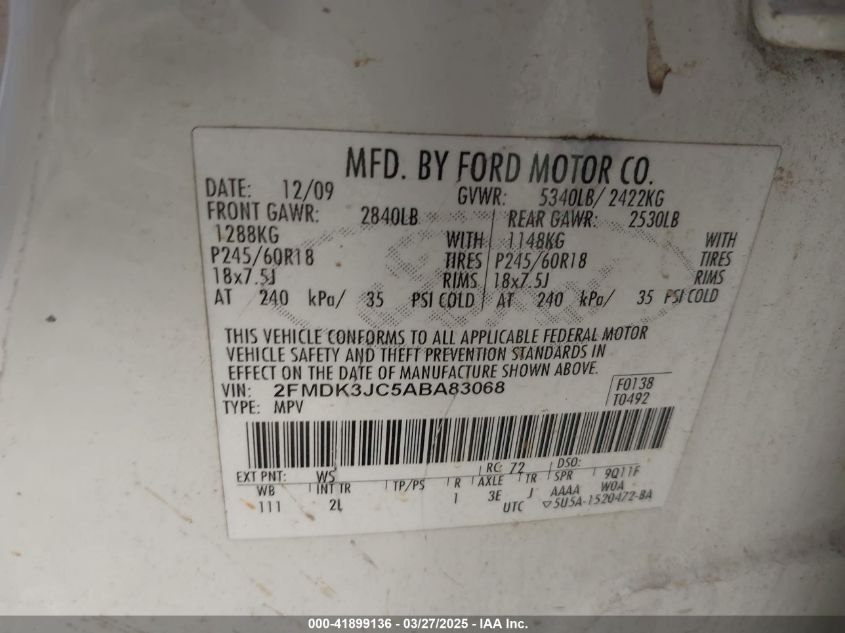 MFD. BY FORD MOTOR CO.
DATE: 12/09 GVWR: 5340LB/ 2422KG
FRONT GAWR: 2840LB REAR GAWR: 2530LB
1288KG WITH 1148KG WITH
P245/60R18 TIRES P245/60R18 TIRES
18x7.5J RIMS 18x7.5J RIMS
AT 240 kPa/ 35 PSI COLD AT 240 kPa/ 35 PSI COLD
THIS VEHICLE CONFORMS TO ALL APPLICABLE FEDERAL MOTOR
VEHICLE SAFETY AND THEFT PREVENTION STANDARDS IN
EFFECT ON THE DATE OF MANUFACTURE SHOWN ABOVE.
VIN: 2FMDK3JC5ABA83068 F0138
TYPE: MPV T0492
EXT PNT: WS RC: 72 DSO:
WB INT TR TP/PS R AXLE TR SPR 9Q11F
111 2L 1 3E J AAAA W0A
UTC ▽5U5A-1520472-BA
000-41899136 - 03/27/2025 - IAA Inc.